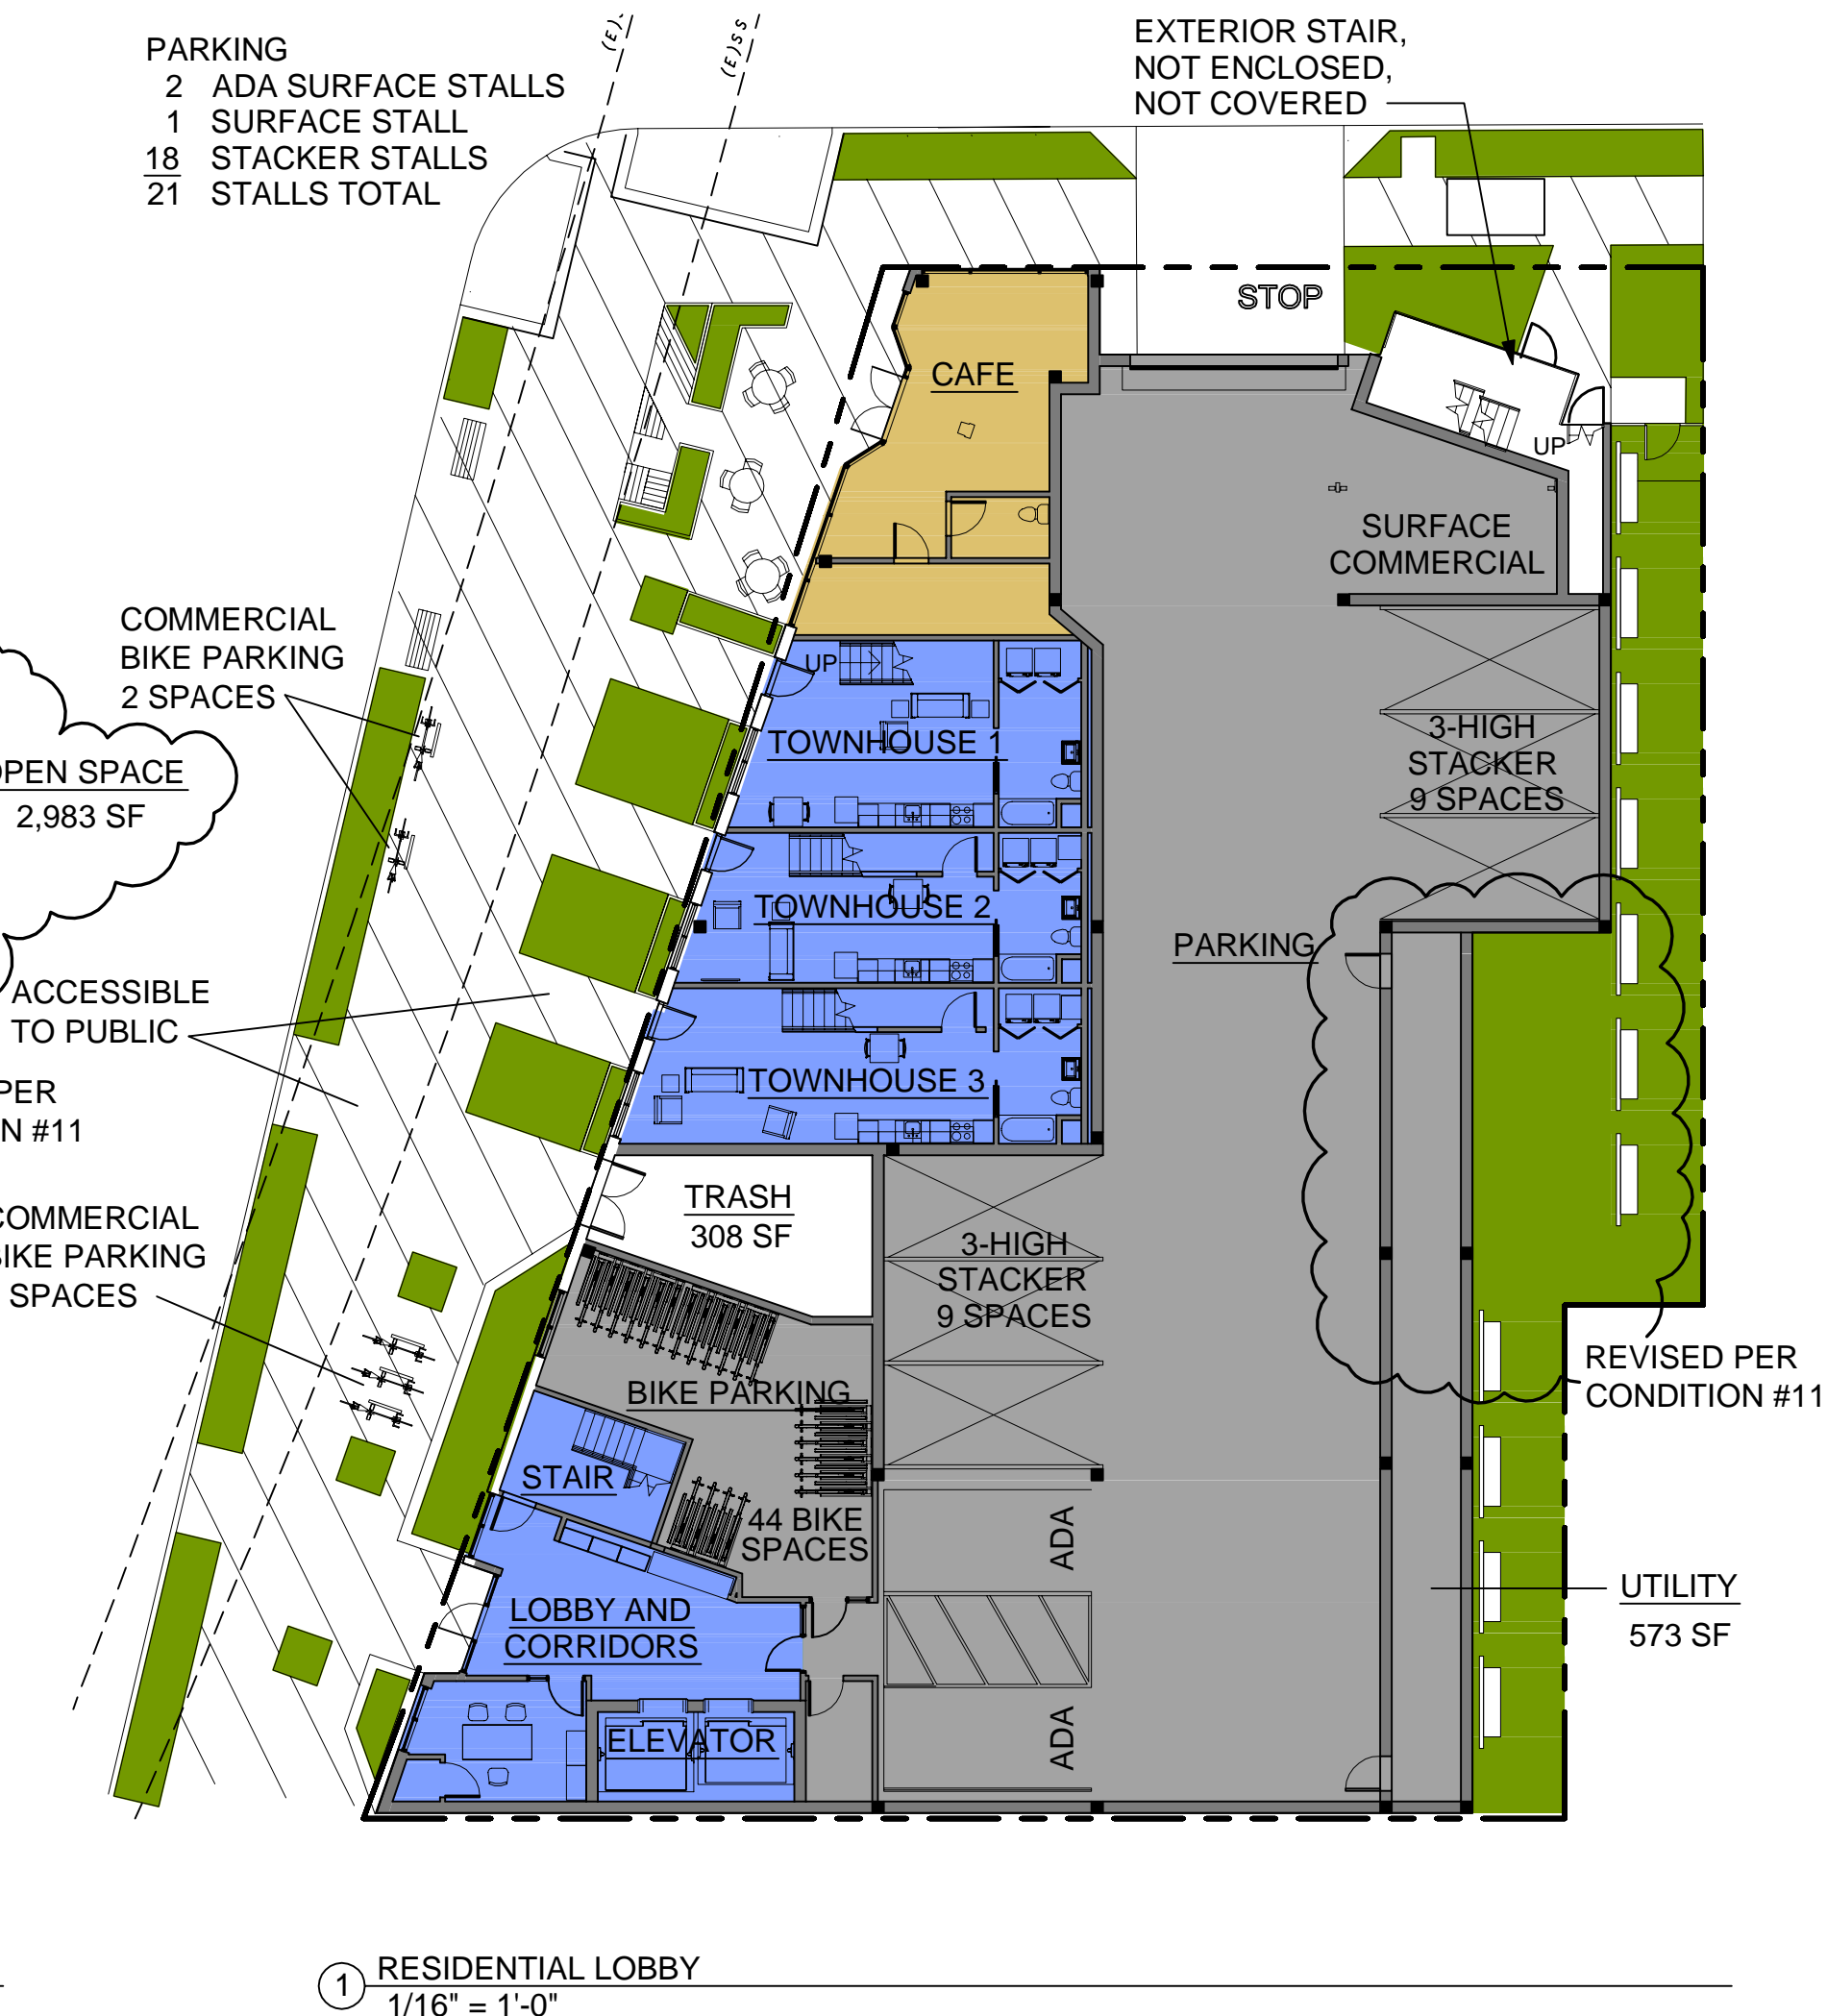 PARKING
2 ADA SURFACE STALLS
1 SURFACE STALL
18 STACKER STALLS
21 STALLS TOTAL
(E)SS
EXTERIOR STAIR,
NOT ENCLOSED,
NOT COVERED
STOP
CAFE
UP
SURFACE
COMMERCIAL
COMMERCIAL
BIKE PARKING
2 SPACES
UP
TOWNHOUSE 1
3-HIGH
STACKER
9 SPACES
OPEN SPACE
2,983 SF
TOWNHOUSE 2
PARKING
ACCESSIBLE
TO PUBLIC
TOWNHOUSE 3
PER
N #11
TRASH
308 SF
COMMERCIAL
BIKE PARKING
SPACES
3-HIGH
STACKER
9 SPACES
REVISED PER
CONDITION #11
BIKE PARKING
STAIR
44 BIKE
SPACES
ADA
UTILITY
573 SF
LOBBY AND
CORRIDORS
ELEVATOR
ADA
1 RESIDENTIAL LOBBY
1/16" = 1'-0"